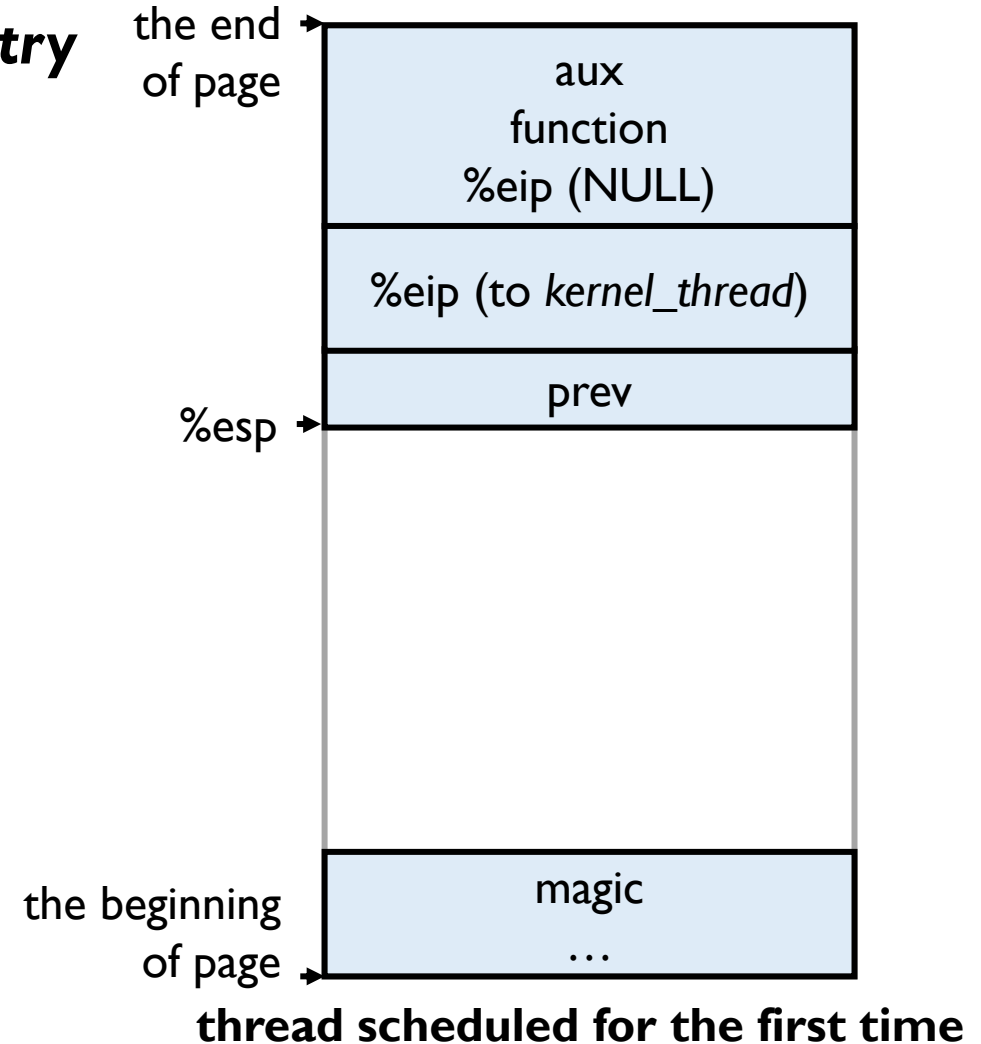 try
the end
of page
aux
function
%eip (NULL)
%eip (to kernel_thread)
prev
%esp
magic
...
the beginning
of page
thread scheduled for the first time